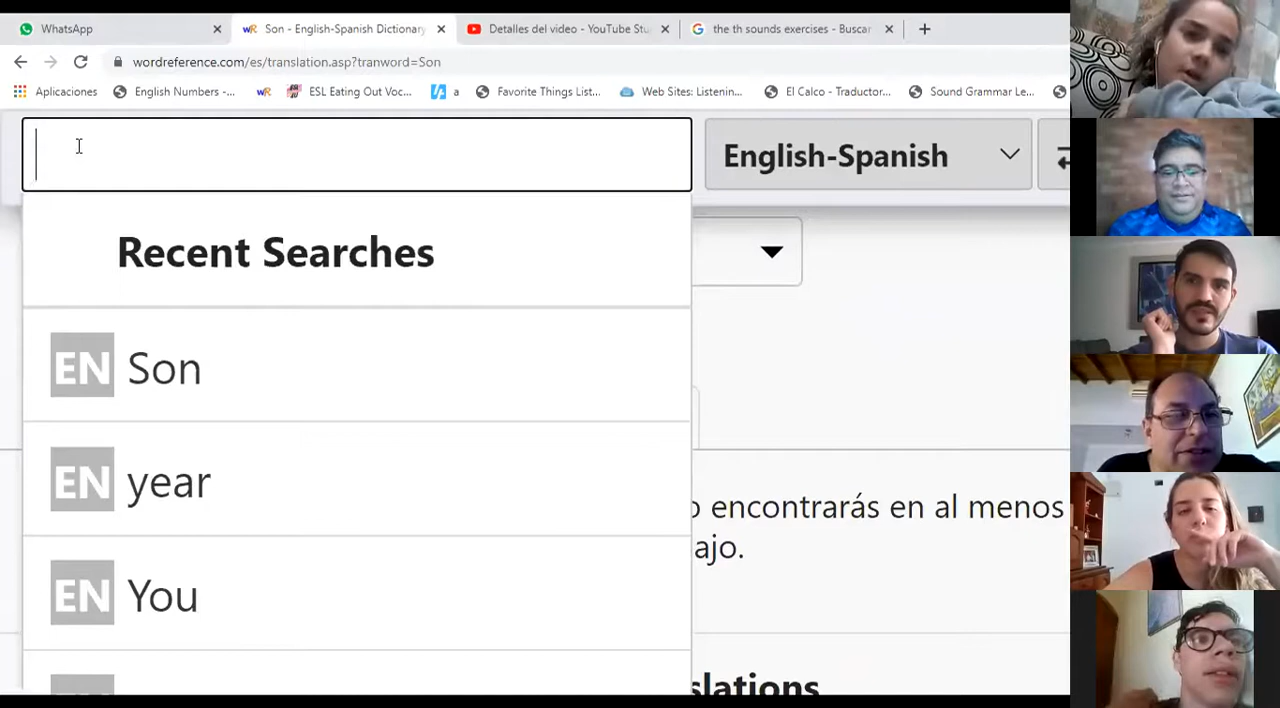 WhatsApp
Son - English-Spanish Dictionary
Detalles del video - YouTube Stu
the th sounds exercises - Buscar
wordreference.com/es/translation.asp?tranword=Son
Aplicaciones
English Numbers -...
ESL Eating Out Voc...
a
Favorite Things List...
Web Sites: Listenin...
El Calco - Traductor...
Sound Grammar Le...
English-Spanish
Recent Searches
EN Son
EN year
EN You
encontrarás en al menos
ajo.
slations